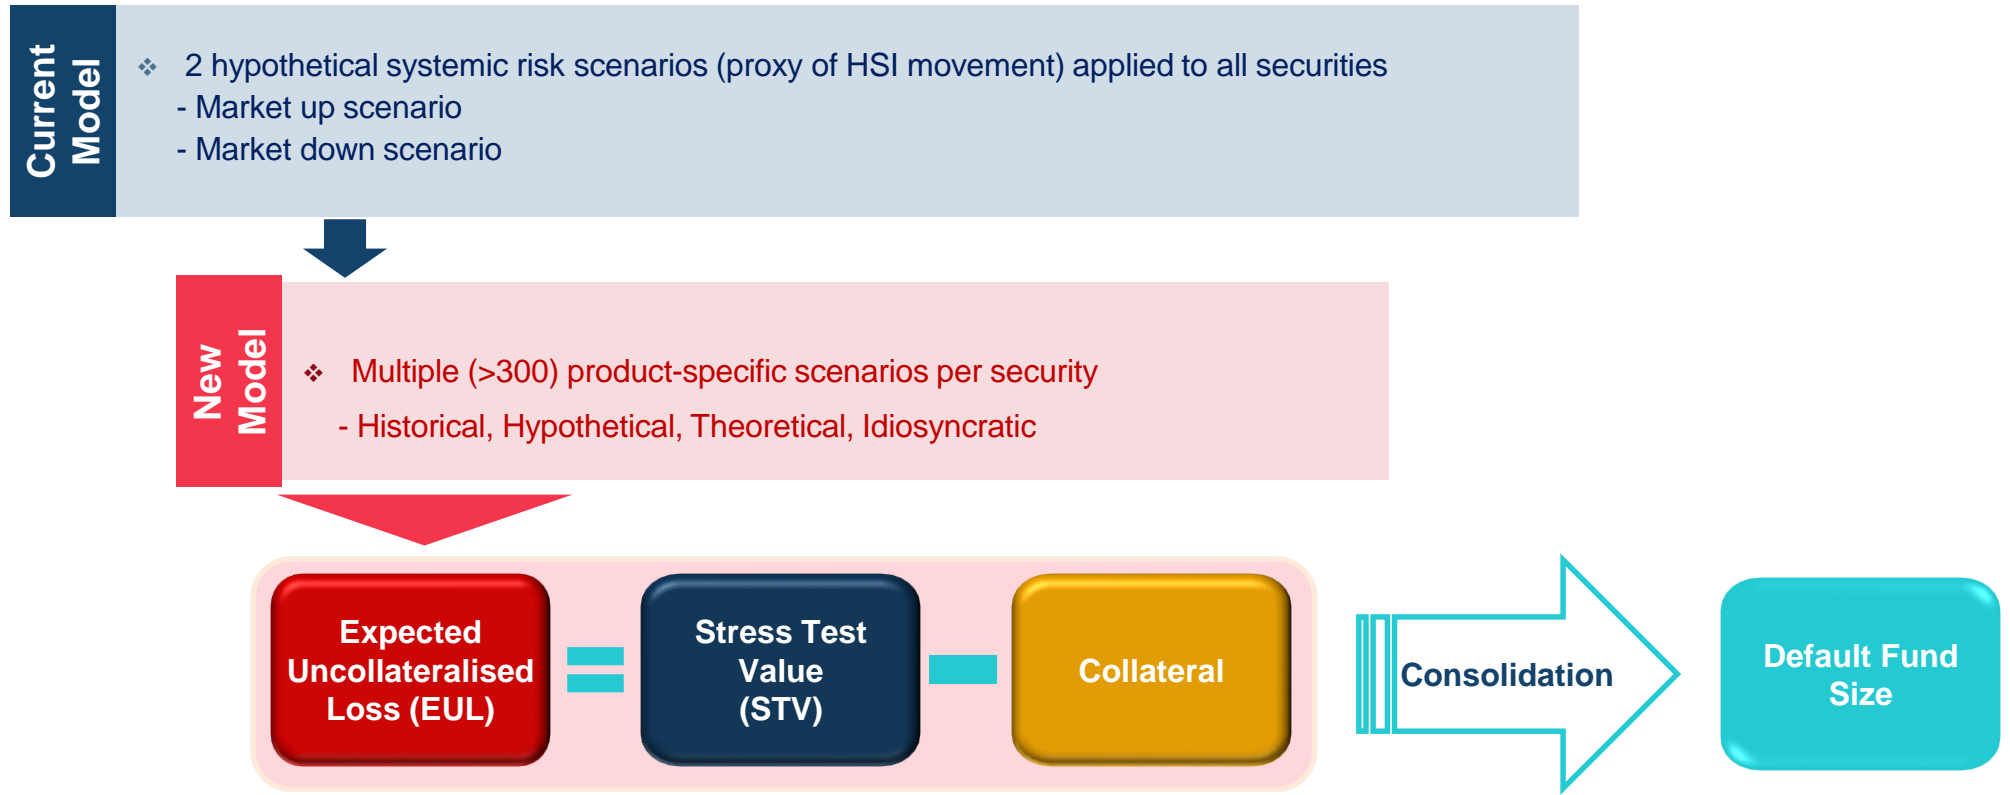 Current
Model
❖ 2 hypothetical systemic risk scenarios (proxy of HSI movement) applied to all securities
- Market up scenario
- Market down scenario
New
Model
❖ Multiple (>300) product-specific scenarios per security
- Historical, Hypothetical, Theoretical, Idiosyncratic
Expected
Uncollateralised
Loss (EUL)
=
Stress Test
Value
(STV)
-
Collateral
Consolidation
Default Fund
Size